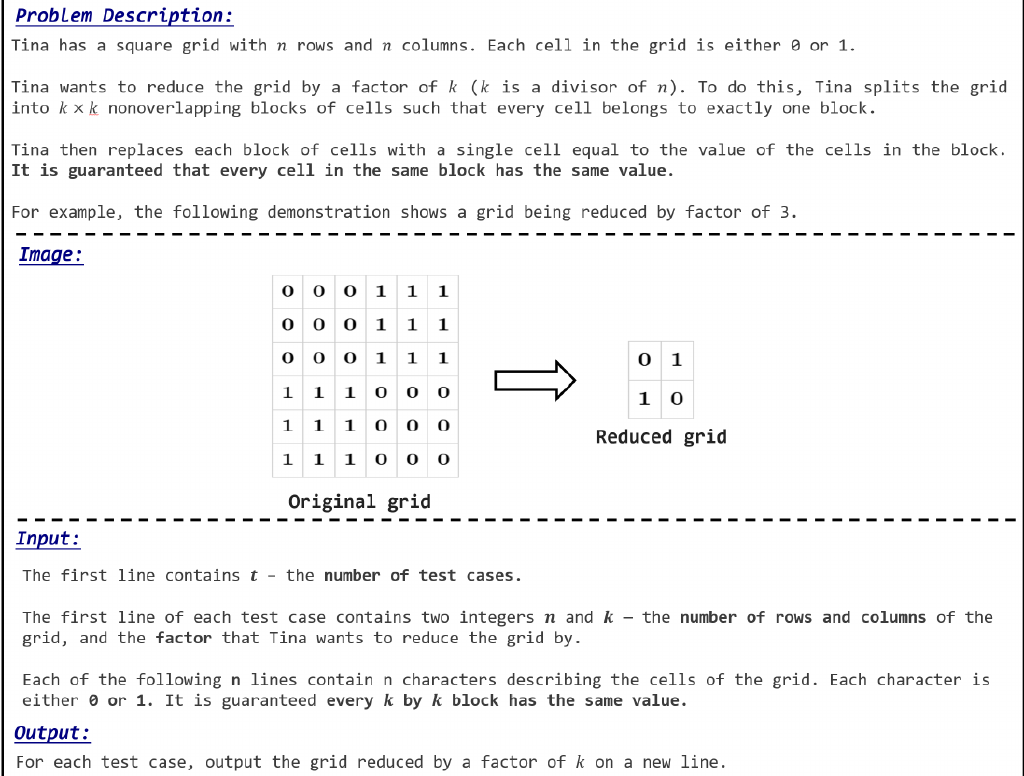 Problem Description:
Tina has a square grid with n rows and n columns. Each cell in the grid is either 0 or 1.
Tina wants to reduce the grid by a factor of k (k is a divisor of n). To do this, Tina splits the grid
into k × k nonoverlapping blocks of cells such that every cell belongs to exactly one block.
Tina then replaces each block of cells with a single cell equal to the value of the cells in the block.
It is guaranteed that every cell in the same block has the same value.
For example, the following demonstration shows a grid being reduced by factor of 3.
Image:
0 0 0 1 1 1
0 0 0 1 1 1
0 0 0 1 1 1
1 1 1 0 0 0
1 1 1 0 0 0
1 1 1 0 0 0
Original grid
0 1
1 0
Reduced grid
Input:
The first line contains t – the number of test cases.
The first line of each test case contains two integers n and k — the number of rows and columns of the
grid, and the factor that Tina wants to reduce the grid by.
Each of the following n lines contain n characters describing the cells of the grid. Each character is
either 0 or 1. It is guaranteed every k by k block has the same value.
Output:
For each test case, output the grid reduced by a factor of k on a new line.